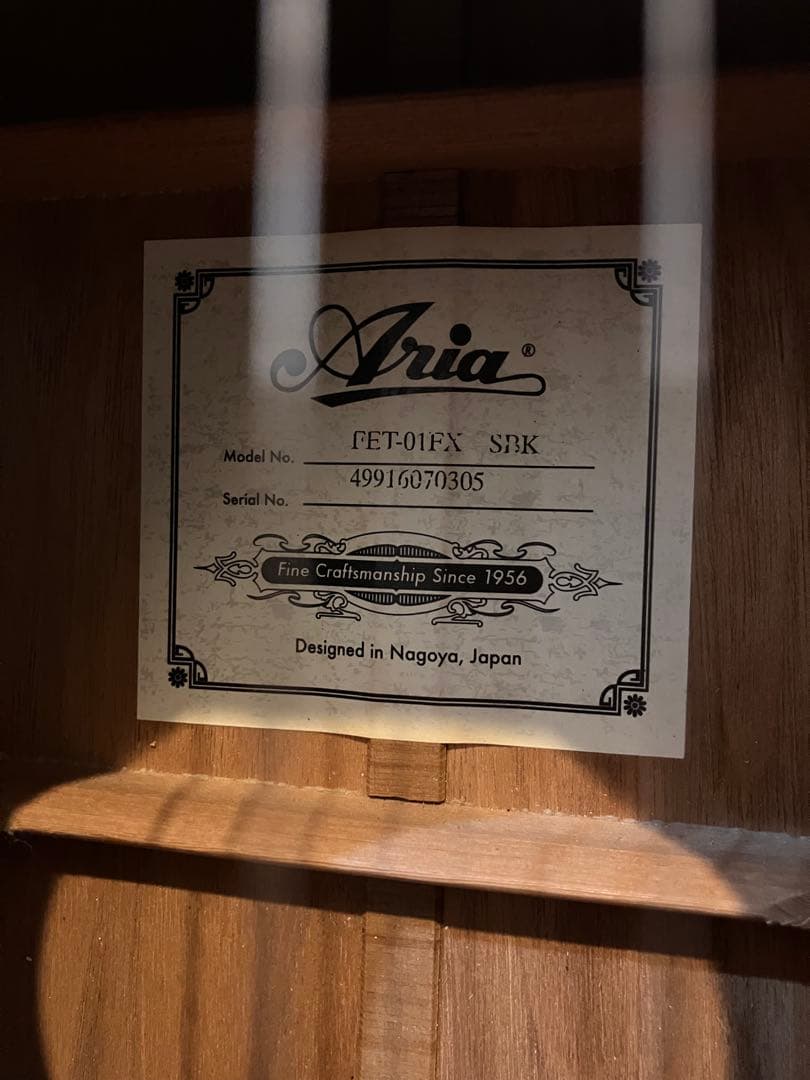 Aria®
Model No. FET-01FX SBK
Serial No. 49916070305
Fine Craftsmanship Since 1956
Designed in Nagoya, Japan